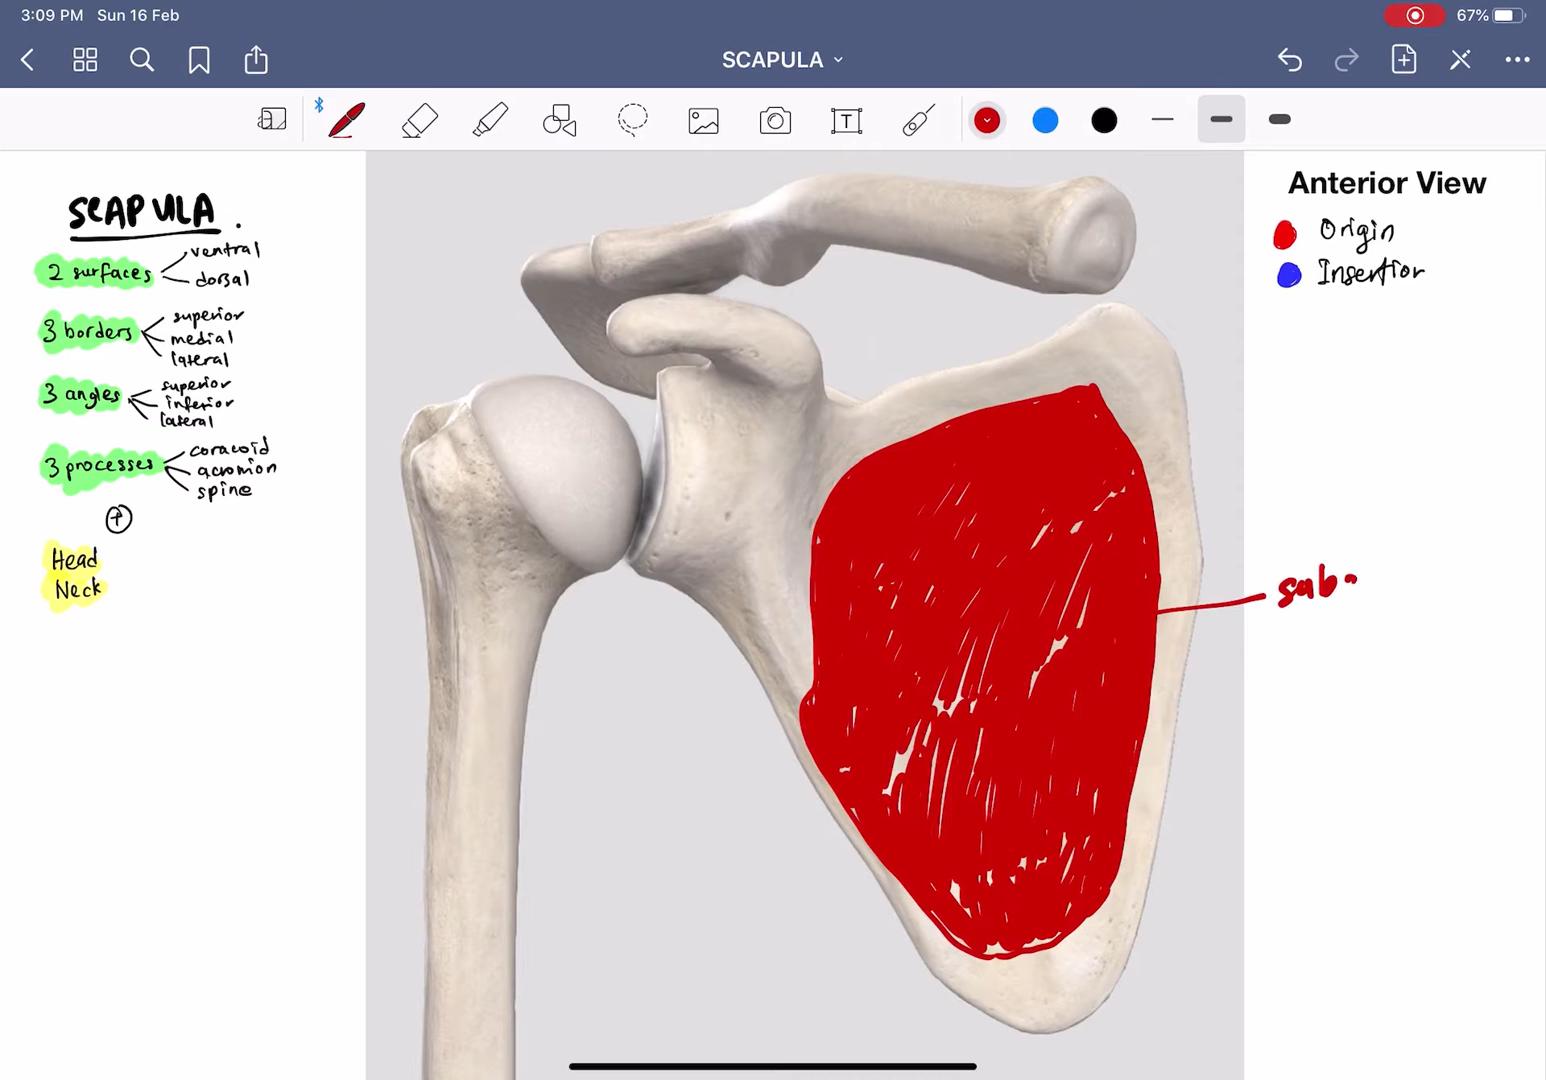 3:09 PM Sun 16 Feb
67%
SCAPULA
T
SCAPULA.
2 surfaces
ventral
dorsal
3 borders
superior
medial
lateral
3 angles
superior
inferior
lateral
3 processes
coracoid
acromion
spine
+
Head
Neck
Anterior View
Origin
Insertion
sub